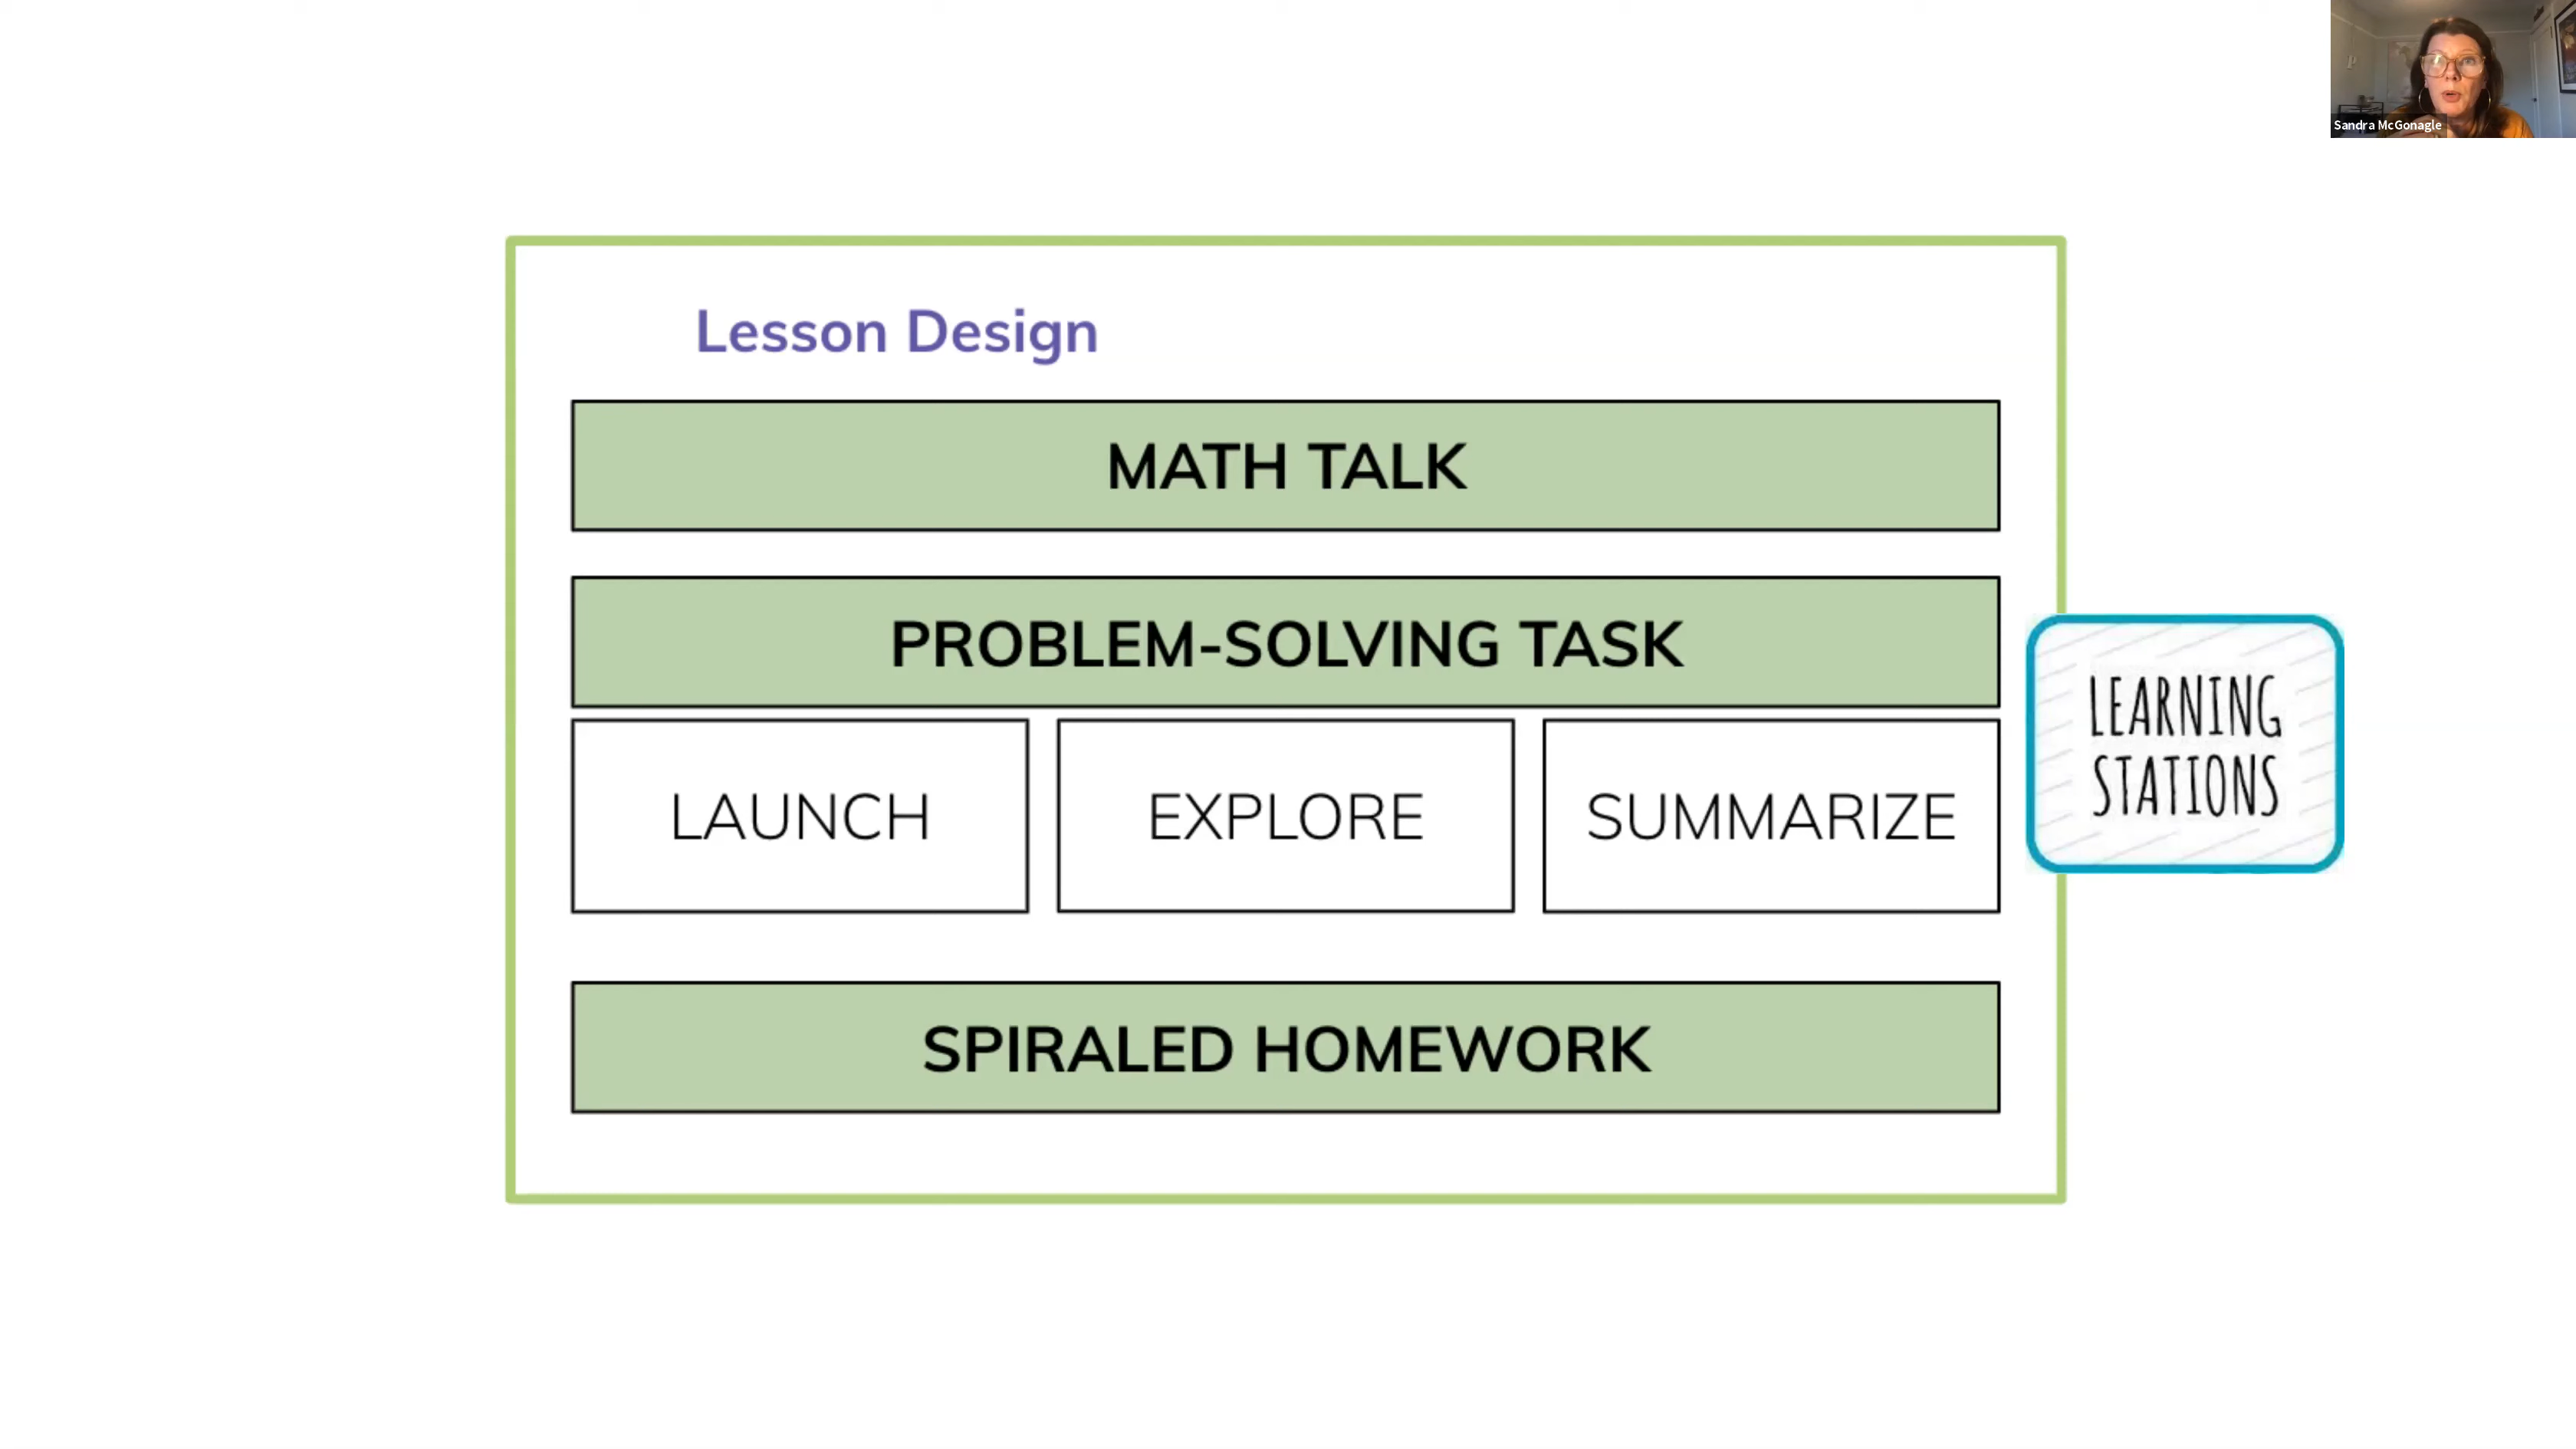 Sandra McGonagle
Lesson Design
MATH TALK
PROBLEM-SOLVING TASK
LAUNCH
EXPLORE
SUMMARIZE
LEARNING
STATIONS
SPIRALED HOMEWORK